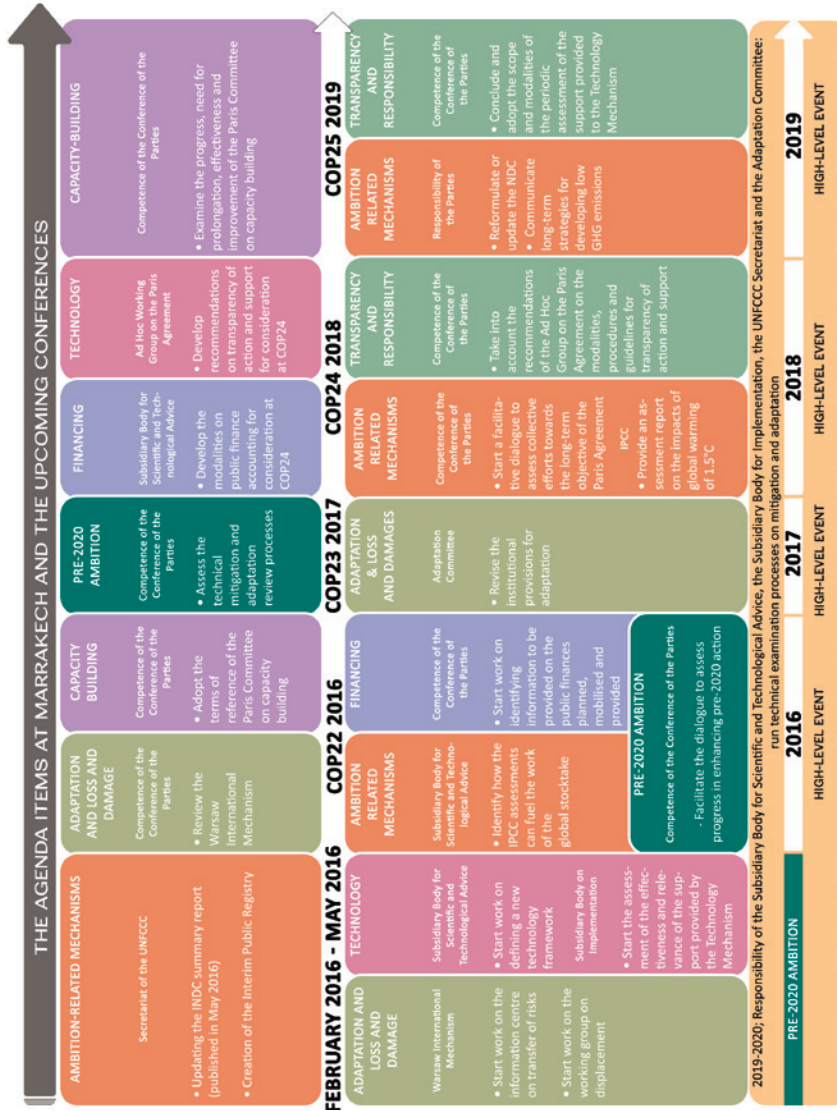 THE AGENDA ITEMS AT MARRAKECH AND THE UPCOMING CONFERENCES
AMBITION-RELATED MECHANISMS
Secretariat of the UNFCCC
• Updating the INDC summary report
(published in May 2016)
• Creation of the Interim Public Registry
ADAPTATION
AND LOSS AND
DAMAGE
Competence of the
Conference of the
Parties
• Review the
Warsaw
International
Mechanism
CAPACITY
BUILDING
Competence of the
Conference of the
Parties
• Adopt the
terms of
reference of the
Paris Committee
on capacity
building
PRE-2020
AMBITION
Competence of the
Conference of the
Parties
• Assess the
technical
mitigation and
adaptation
review processes
FINANCING
Subsidiary Body for
Scientific and Tech-
nological Advice
• Develop the
modalities on
public finance
accounting for
consideration at
COP24
TECHNOLOGY
Ad Hoc Working
Group on the Paris
Agreement
• Develop
recommendations
on transparency of
action and support
for consideration
at COP24
CAPACITY-BUILDING
Competence of the Conference of the
Parties
• Examine the progress, need for
prolongation, effectiveness and
improvement of the Paris Committee
on capacity building
FEBRUARY 2016 - MAY 2016
COP22 2016
COP23 2017
COP24 2018
COP25 2019
ADAPTATION AND
LOSS AND
DAMAGE
Warsaw International
Mechanism
• Start work on the
information centre
on transfer of risks
• Start work on the
working group on
displacement
TECHNOLOGY
Subsidiary Body for
Scientific and
Technological Advice
• Start work on
defining a new
technology
framework
Subsidiary Body on
Implementation
• Start the assess-
ment of the effec-
tiveness and rele-
vance of the sup-
port provided by
the Technology
Mechanism
AMBITION
RELATED
MECHANISMS
Subsidiary Body for
Scientific and Techno-
logical Advice
• Identify how the
IPCC assessments
can fuel the work
of the
global stocktake
FINANCING
Competence of the
Conference of
the Parties
• Start work on
identifying
information to be
provided on the
public finances
planned,
mobilised and
provided
PRE-2020 AMBITION
Competence of the Conference of the Parties
- Facilitate the dialogue to assess
progress in enhancing pre-2020 action
ADAPTATION
& LOSS
AND DAMAGES
Adaptation
Committee
• Revise the
institutional
provisions for
adaptation
AMBITION
RELATED MECHANISMS
Competence of the
Conference of the
Parties
• Start a facilita-
tive dialogue to
assess collective
efforts towards
the long-term
objective of the
Paris Agreement
IPCC
• Provide an as-
sessment report
on the impacts of
global warming
of 1.5°C
TRANSPARENCY
AND
RESPONSIBILITY
Competence of the
Conference of
the Parties
• Take into
account the
recommendations
of the Ad Hoc
Group on the Paris
Agreement on the
modalities,
procedures and
guidelines for
transparency of
action and support
AMBITION
RELATED
MECHANISMS
Responsibility of
the Parties
• Reformulate or
update the NDC
• Communicate
long-term
strategies for
developing low
GHG emissions
TRANSPARENCY
AND
RESPONSIBILITY
Competence of the
Conference of
the Parties
• Conclude and
adopt the scope
and modalities of
the periodic
assessment of the
support provided
to the Technology
Mechanism
2019-2020; Responsibility of the Subsidiary Body for Scientific and Technological Advice, the Subsidiary Body for Implementation, the UNFCCC Secretariat and the Adaptation Committee:
run technical examination processes on mitigation and adaptation
PRE-2020 AMBITION
2016
2017
2018
2019
HIGH-LEVEL EVENT
HIGH-LEVEL EVENT
HIGH-LEVEL EVENT
HIGH-LEVEL EVENT